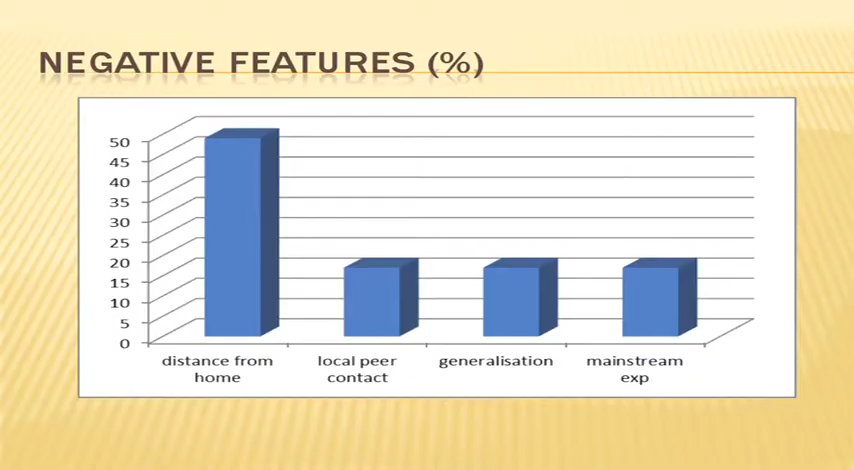 NEGATIVE FEATURES (%)
50
45
40
35
30
25
20
15
10
5
0
distance from home
local peer contact
generalisation
mainstream exp